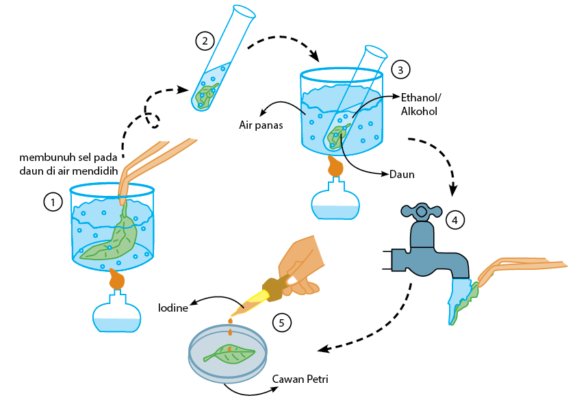 2
3
Ethanol/
Alkohol
Air panas
membunuh sel pada
daun di air mendidih
Daun
1
4
Iodine
5
Cawan Petri